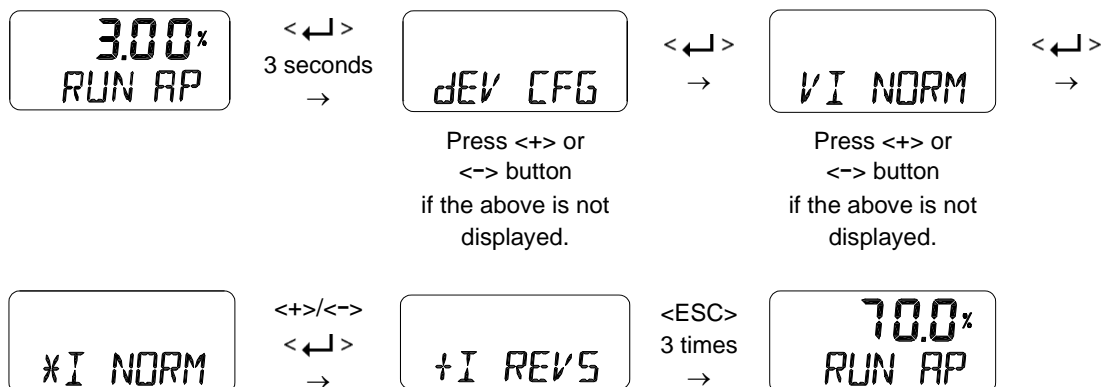 3.00%
RUN AP
< ↵ >
3 seconds
→
dEV CFG
Press <+> or
<-> button
if the above is not
displayed.
< ↵ >
→
VI NORM
Press <+> or
<-> button
if the above is not
displayed.
< ↵ >
→
*I NORM
<+>/<->
< ↵ >
→
+I REVS
<ESC>
3 times
→
70.0%
RUN AP